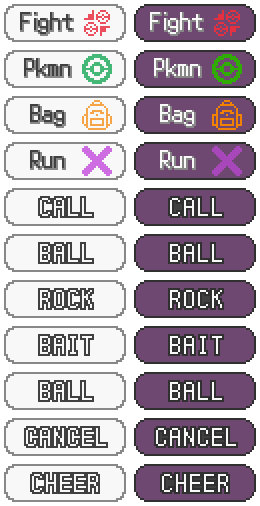 Fight Fight
Pkmn Pkmn
Bag Bag
Run Run
CALL CALL
BALL BALL
ROCK ROCK
BAIT BAIT
BALL BALL
CANCEL CANCEL
CHEER CHEER